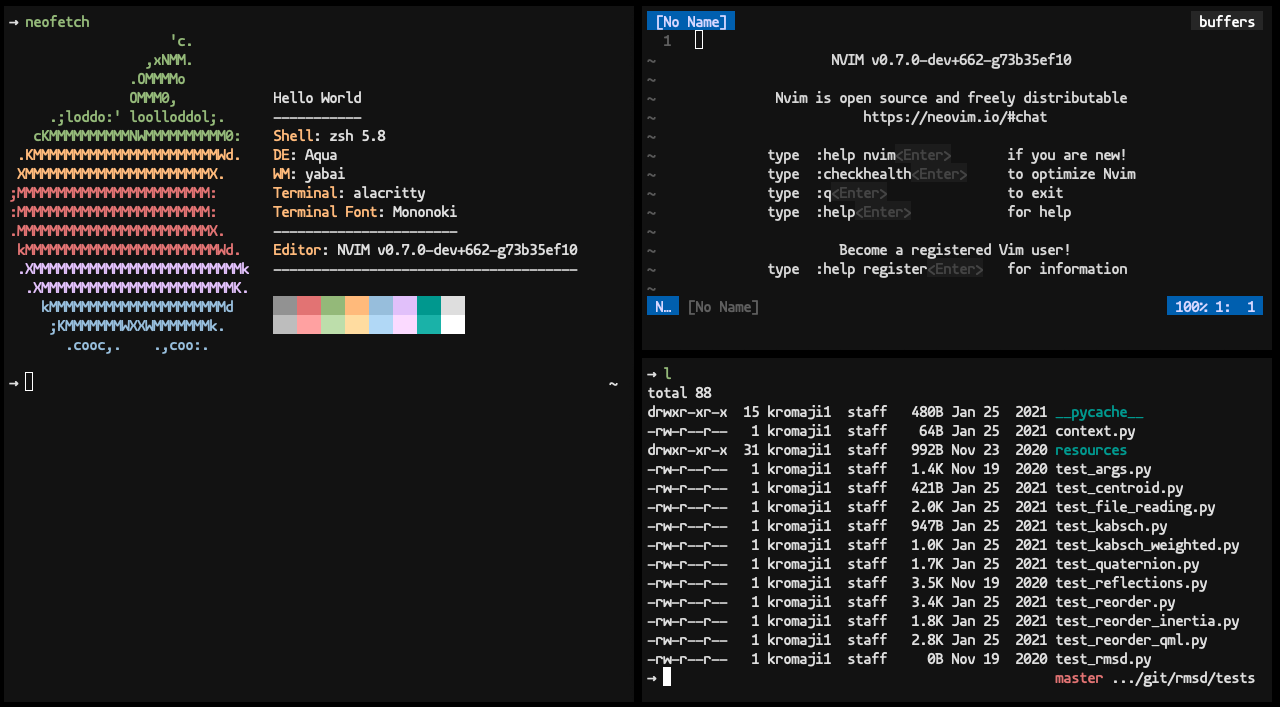 → neofetch
'c.
,xNMM.
.OMMMMo
OMMM0,
.;loddo:' loolloddol;.
cKMMMMMMMMMMNWMMMMMMMMMM0:
.KMMMMMMMMMMMMMMMMMMMMMMMWd.
XMMMMMMMMMMMMMMMMMMMMMMMX.
;MMMMMMMMMMMMMMMMMMMMMMMM:
:MMMMMMMMMMMMMMMMMMMMMMMM:
.MMMMMMMMMMMMMMMMMMMMMMMMX.
kMMMMMMMMMMMMMMMMMMMMMMMMWd.
.XMMMMMMMMMMMMMMMMMMMMMMMMMMk
.XMMMMMMMMMMMMMMMMMMMMMMMMK.
kMMMMMMMMMMMMMMMMMMMMMMd
;KMMMMMMMWXXWMMMMMMMk.
.cooc,.    .,coo:.
Hello World
-----------
Shell: zsh 5.8
DE: Aqua
WM: yabai
Terminal: alacritty
Terminal Font: Mononoki
-----------------------
Editor: NVIM v0.7.0-dev+662-g73b35ef10
--------------------------------------
→ ~
[No Name] buffers
1
~ NVIM v0.7.0-dev+662-g73b35ef10
~
~ Nvim is open source and freely distributable
~ https://neovim.io/#chat
~
~ type  :help nvim<Enter>       if you are new!
~ type  :checkhealth<Enter>     to optimize Nvim
~ type  :q<Enter>               to exit
~ type  :help<Enter>            for help
~
~ Become a registered Vim user!
~ type  :help register<Enter>   for information
~
N… [No Name] 100% 1:  1
→ l
total 88
drwxr-xr-x  15 kromaji1  staff   480B Jan 25  2021 __pycache__
-rw-r--r--   1 kromaji1  staff    64B Jan 25  2021 context.py
drwxr-xr-x  31 kromaji1  staff   992B Nov 23  2020 resources
-rw-r--r--   1 kromaji1  staff   1.4K Nov 19  2020 test_args.py
-rw-r--r--   1 kromaji1  staff   421B Jan 25  2021 test_centroid.py
-rw-r--r--   1 kromaji1  staff   2.0K Jan 25  2021 test_file_reading.py
-rw-r--r--   1 kromaji1  staff   947B Jan 25  2021 test_kabsch.py
-rw-r--r--   1 kromaji1  staff   1.0K Jan 25  2021 test_kabsch_weighted.py
-rw-r--r--   1 kromaji1  staff   1.7K Jan 25  2021 test_quaternion.py
-rw-r--r--   1 kromaji1  staff   3.5K Nov 19  2020 test_reflections.py
-rw-r--r--   1 kromaji1  staff   3.4K Jan 25  2021 test_reorder.py
-rw-r--r--   1 kromaji1  staff   1.8K Jan 25  2021 test_reorder_inertia.py
-rw-r--r--   1 kromaji1  staff   2.8K Jan 25  2021 test_reorder_qml.py
-rw-r--r--   1 kromaji1  staff     0B Nov 19  2020 test_rmsd.py
→ master .../git/rmsd/tests